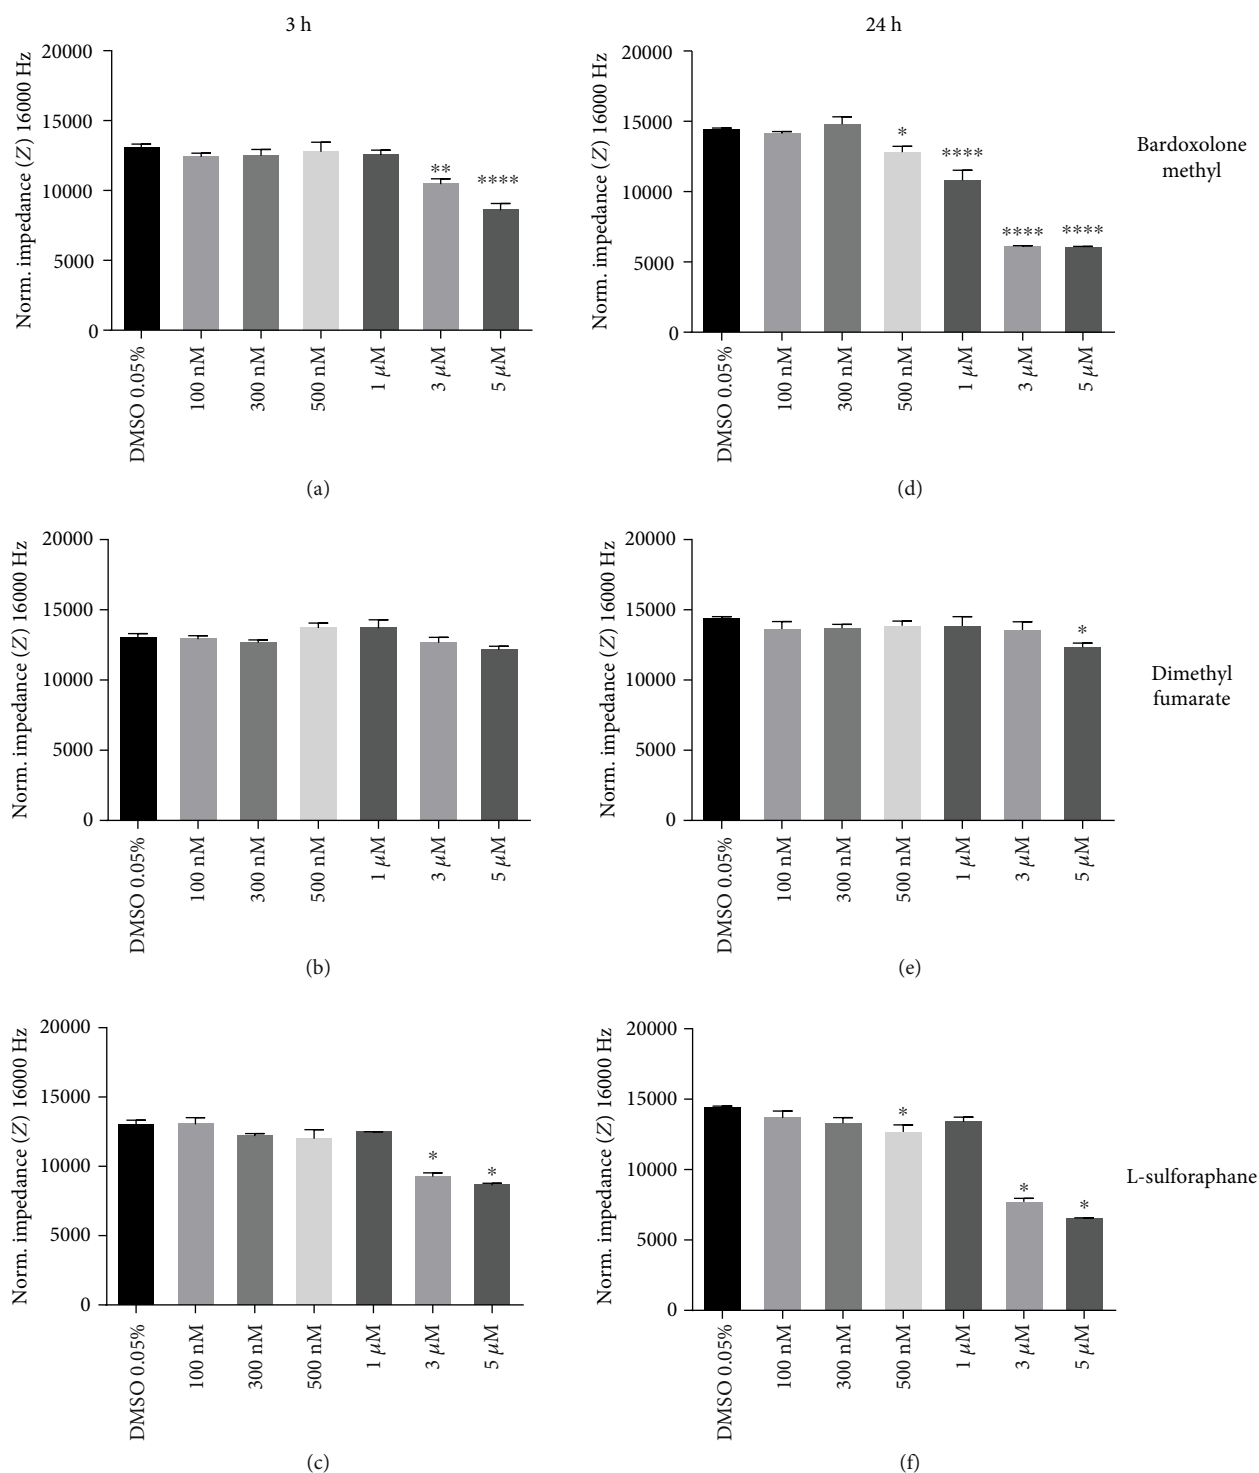 3 h
24 h
Norm. impedance (Z) 16000 Hz
20000
15000
10000
5000
0
**
****
DMSO 0.05%
100 nM
300 nM
500 nM
1 μM
3 μM
5 μM
(a)
Norm. impedance (Z) 16000 Hz
20000
15000
10000
5000
0
*
****
****
****
DMSO 0.05%
100 nM
300 nM
500 nM
1 μM
3 μM
5 μM
(d)
Bardoxolone
methyl
Norm. impedance (Z) 16000 Hz
20000
15000
10000
5000
0
DMSO 0.05%
100 nM
300 nM
500 nM
1 μM
3 μM
5 μM
(b)
Norm. impedance (Z) 16000 Hz
20000
15000
10000
5000
0
*
DMSO 0.05%
100 nM
300 nM
500 nM
1 μM
3 μM
5 μM
(e)
Dimethyl
fumarate
Norm. impedance (Z) 16000 Hz
20000
15000
10000
5000
0
*
*
DMSO 0.05%
100 nM
300 nM
500 nM
1 μM
3 μM
5 μM
(c)
Norm. impedance (Z) 16000 Hz
20000
15000
10000
5000
0
*
*
*
DMSO 0.05%
100 nM
300 nM
500 nM
1 μM
3 μM
5 μM
(f)
L-sulforaphane